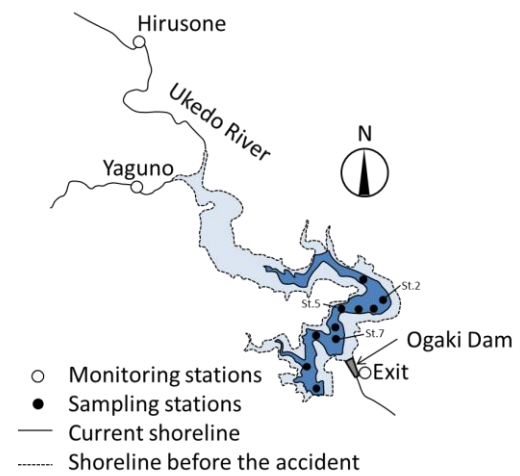 Hirusone
Ukedo River
N
Yaguno
St.2
St.5
St.7
Ogaki Dam
Exit
Monitoring stations
Sampling stations
Current shoreline
Shoreline before the accident